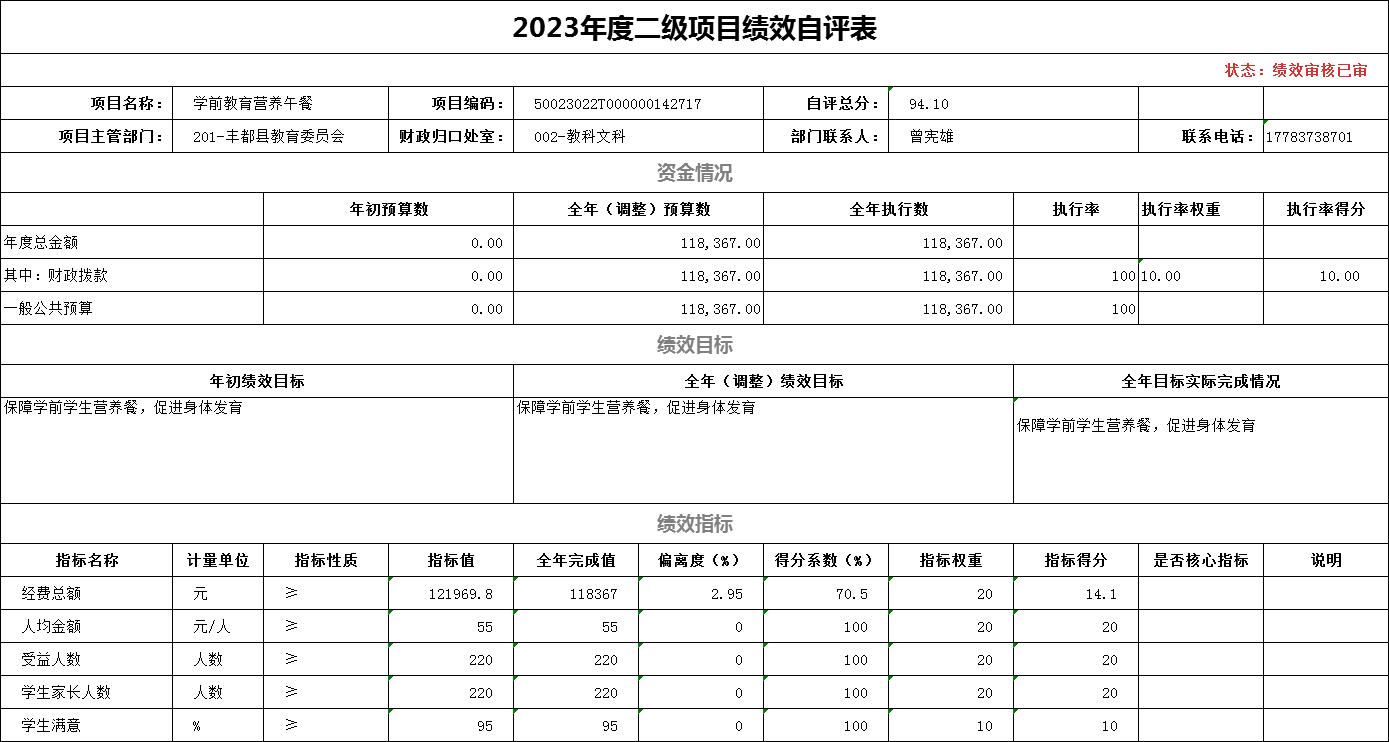 2023年度二级项目绩效自评表
状态：绩效审核已审
项目名称： 学前教育营养午餐 项目编码： 50023022T000000142717 自评总分： 94.10
项目主管部门： 201-丰都县教育委员会 财政归口处室： 002-教科文科 部门联系人： 曾宪雄 联系电话： 17783738701
资金情况
年初预算数 全年（调整）预算数 全年执行数 执行率 执行率权重 执行率得分
年度总金额 0.00 118,367.00 118,367.00
其中：财政拨款 0.00 118,367.00 118,367.00 100 10.00 10.00
一般公共预算 0.00 118,367.00 118,367.00 100
绩效目标
年初绩效目标 全年（调整）绩效目标 全年目标实际完成情况
保障学前学生营养餐，促进身体发育 保障学前学生营养餐，促进身体发育 保障学前学生营养餐，促进身体发育
绩效指标
指标名称 计量单位 指标性质 指标值 全年完成值 偏离度（%） 得分系数（%） 指标权重 指标得分 是否核心指标 说明
经费总额 元 ≥ 121969.8 118367 2.95 70.5 20 14.1
人均金额 元/人 ≥ 55 55 0 100 20 20
受益人数 人数 ≥ 220 220 0 100 20 20
学生家长人数 人数 ≥ 220 220 0 100 20 20
学生满意 % ≥ 95 95 0 100 10 10